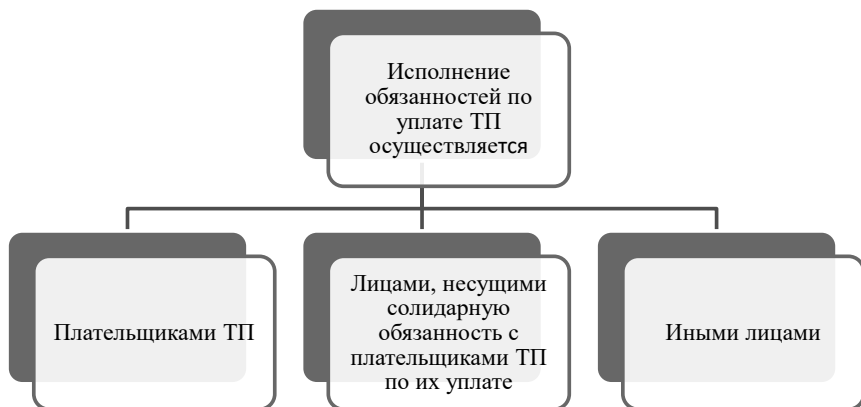 Исполнение
обязанностей по
уплате ТП
осуществляется
Плательщиками ТП
Лицами, несущими
солидарную
обязанность с
плательщиками ТП
по их уплате
Иными лицами